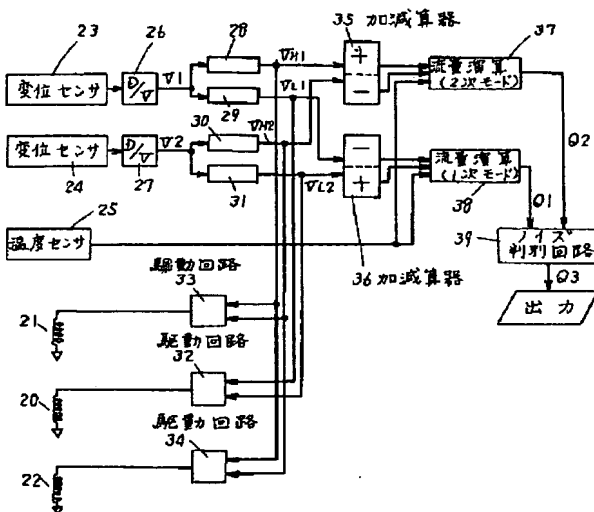 23
26
28
35 加減算器
37
変位センサ
D/V
V1
VH1
+
−
流量演算
(2次モード)
29
VL1
30
VH2
Q2
変位センサ
D/V
V2
24
27
31
VL2
−
+
流量演算
(1次モード)
38
Q1
25
温度センサ
36 加減算器
39
ノイズ
判別回路
Q3
出力
駆動回路
33
21
駆動回路
32
20
駆動回路
34
22